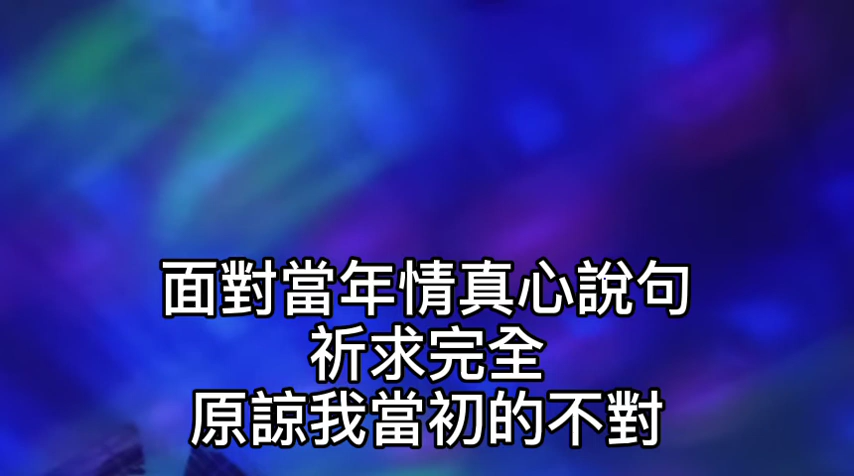 面對當年情真心說句
祈求完全
原諒我當初的不對